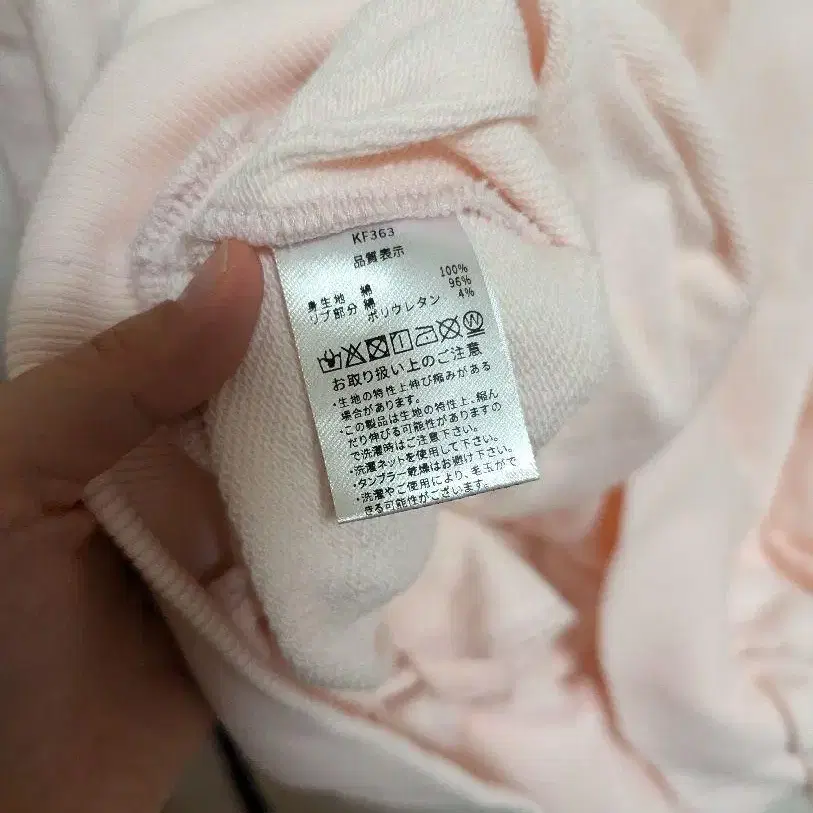 KF363
品質表示
身生地 綿 100%
リブ部分 綿 96%
ポリウレタン 4%
お取り扱い上のご注意
・生地の特性上伸び縮みがある
場合があります。
・この製品は生地の特性上、縮ん
だり伸びる可能性がありますの
で洗濯時はご注意下さい。
・洗濯ネットを使用して下さい。
・タンブラー乾燥はお避け下さい。
・洗濯やご使用により、毛玉がで
きる可能性がございます。